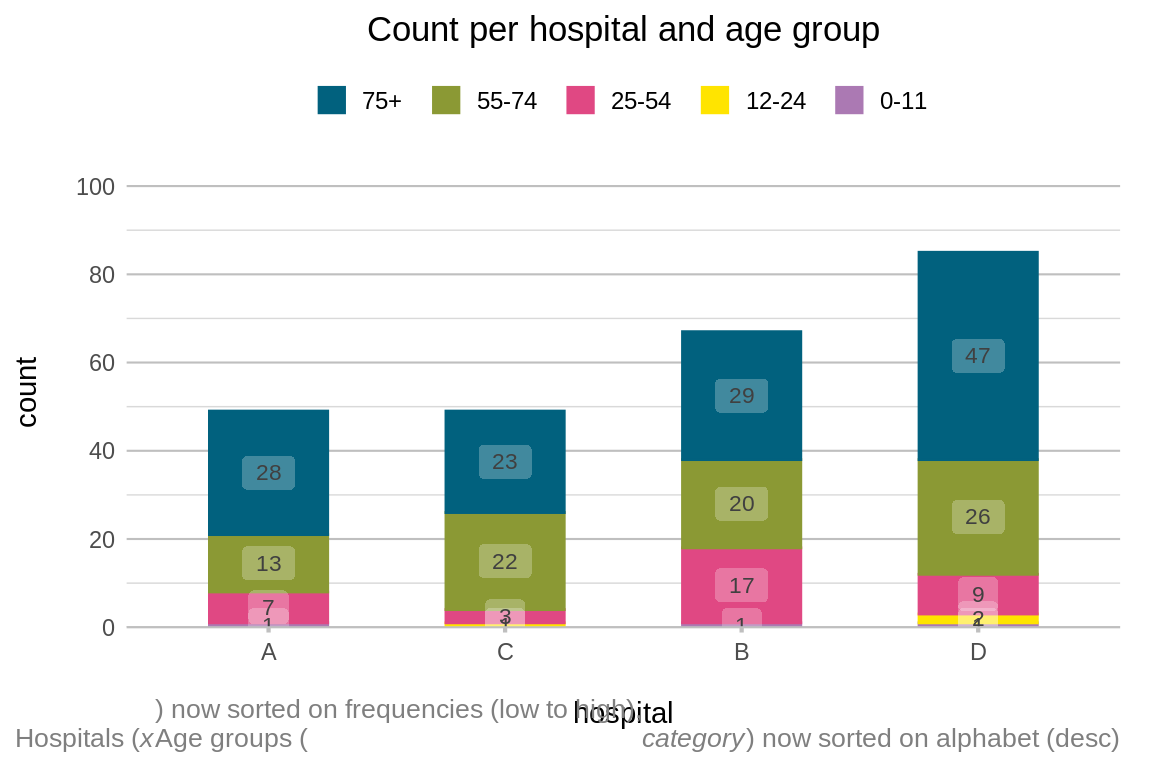 Count per hospital and age group
75+ 55-74 25-54 12-24 0-11
100
80
60
40
20
0
count
28
13
7
1
23
22
3
29
20
17
1
47
26
9
2
A C B D
hospital
) now sorted on frequencies (low to high).
Hospitals (x
Age groups (
category) now sorted on alphabet (desc)